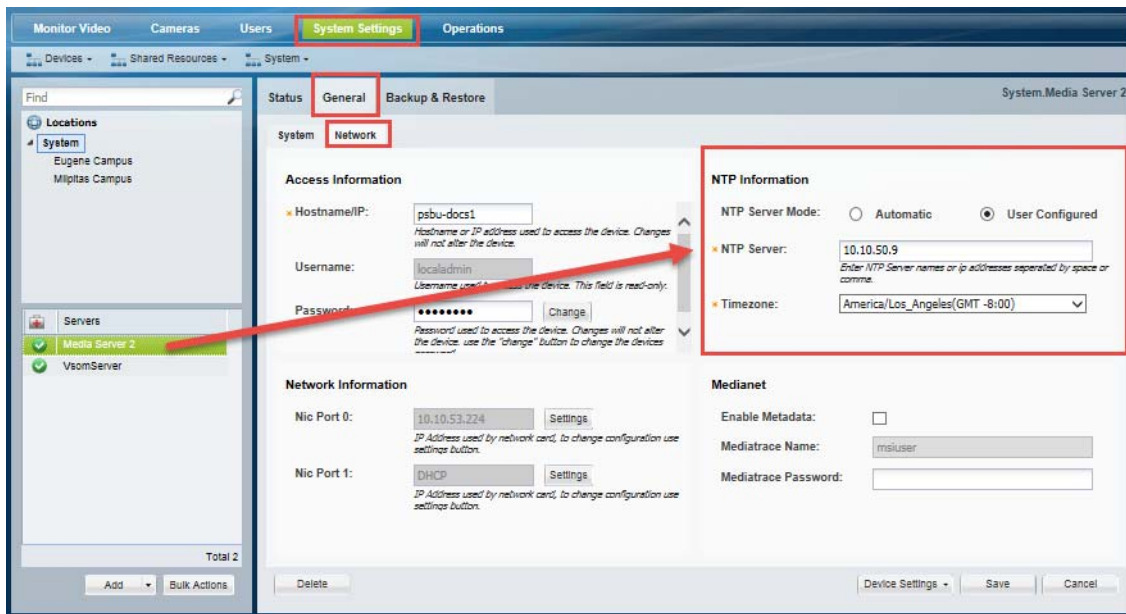 Monitor Video Cameras Users System Settings Operations
Devices Shared Resources System
Find
Locations
System
Eugene Campus
Milpitas Campus
Servers
Media Server 2
VsomServer
Total 2
Add Bulk Actions
Status General Backup & Restore
System.Media Server 2
System Network
Access Information
* Hostname/IP: psbu-docs1
Hostname or IP address used to access the device. Changes
will not alter the device.
Username: localadmin
Username used the device. This field is read-only.
Password Change
Password used to access the device. Changes will not alter
the device. use the "change" button to change the devices
NTP Information
NTP Server Mode: Automatic User Configured
* NTP Server: 10.10.50.9
Enter NTP Server names or ip addresses seperated by space or
comma.
* Timezone: America/Los_Angeles(GMT -8:00)
Network Information
Nic Port 0: 10.10.53.224 Settings
IP Address used by network card, to change configuration use
settings button.
Nic Port 1: DHCP Settings
IP Address used by network card, to change configuration use
settings button.
Medianet
Enable Metadata:
Mediatrace Name: msiuser
Mediatrace Password:
Delete Device Settings Save Cancel